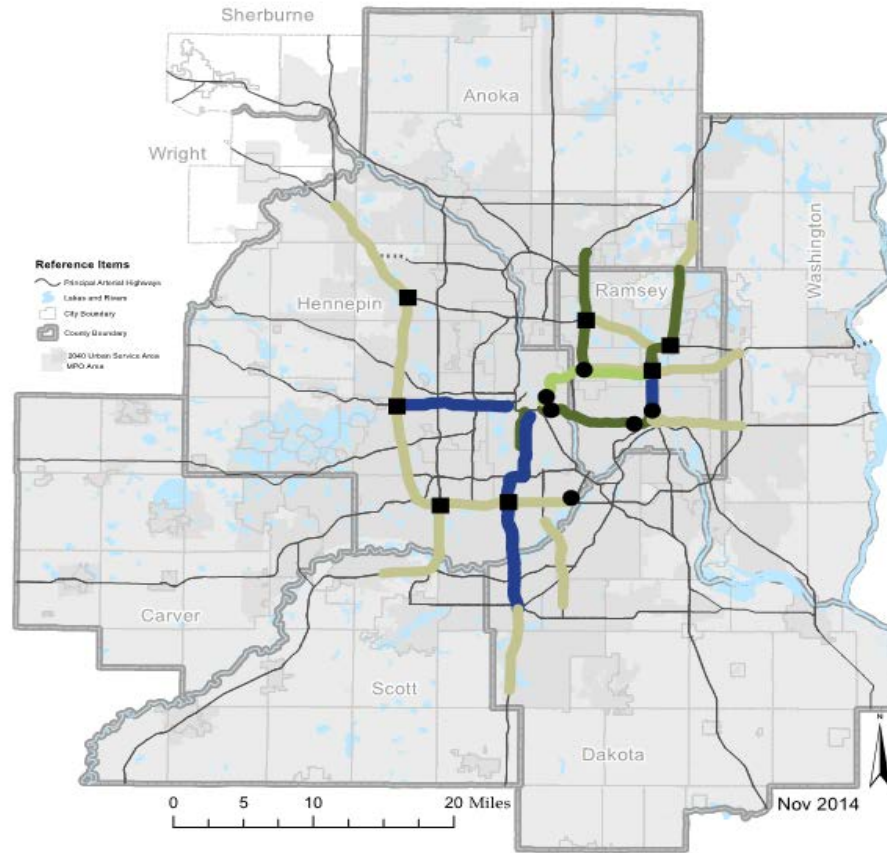 Sherburne
Anoka
Wright
Washington
Reference Items
Principal Arterial Highways
Lakes and Rivers
City Boundary
County Boundary
2040 Urban Service Area
MPO Area
Hennepin
Ramsey
Carver
Scott
Dakota
N
Nov 2014
0 5 10 20 Miles